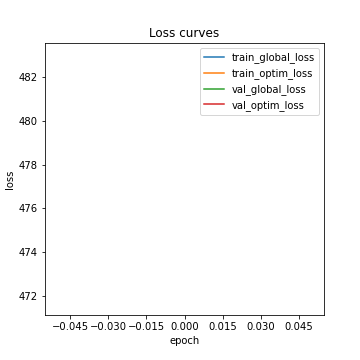 Loss curves
train_global_loss
train_optim_loss
val_global_loss
val_optim_loss
482
480
478
476
474
472
loss
−0.045 −0.030 −0.015 0.000 0.015 0.030 0.045
epoch